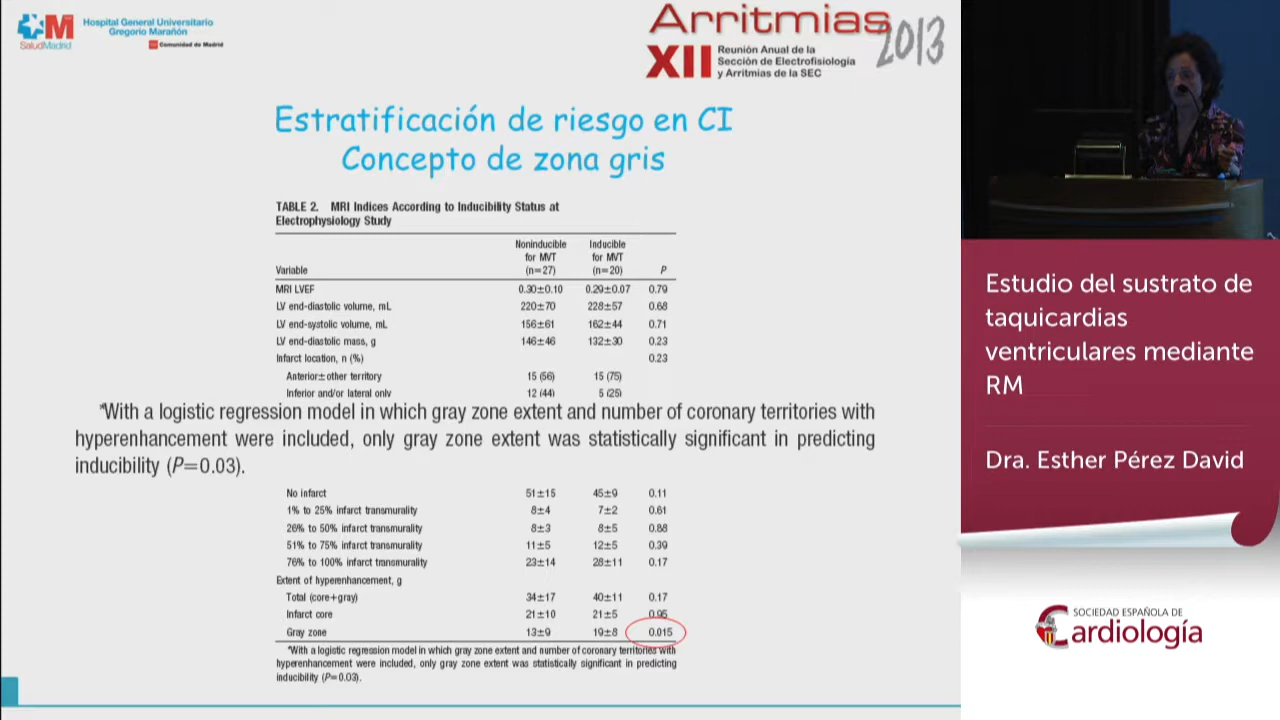 SaludMadrid
Hospital General Universitario
Gregorio Marañón
Comunidad de Madrid
Arritmias
2013
XII
Reunión Anual de la
Sección de Electrofisiología
y Arritmias de la SEC
Estratificación de riesgo en CI
Concepto de zona gris
TABLE 2. MRI Indices According to Inducibility Status at
Electrophysiology Study
Variable Noninducible for MVT (n=27) Inducible for MVT (n=20) P
MRI LVEF 0.30±0.10 0.29±0.07 0.79
LV end-diastolic volume, mL 220±70 228±57 0.68
LV end-systolic volume, mL 156±61 162±44 0.71
LV end-diastolic mass, g 146±46 132±30 0.23
Infarct location, n (%) 0.23
Anterior±other territory 15 (56) 15 (75)
Inferior and/or lateral only 12 (44) 5 (25)
*With a logistic regression model in which gray zone extent and number of coronary territories with
hyperenhancement were included, only gray zone extent was statistically significant in predicting
inducibility (P=0.03).
No infarct 51±15 45±9 0.11
1% to 25% infarct transmurality 8±4 7±2 0.61
26% to 50% infarct transmurality 8±3 8±5 0.88
51% to 75% infarct transmurality 11±5 12±5 0.39
76% to 100% infarct transmurality 23±14 28±11 0.17
Extent of hyperenhancement, g
Total (core+gray) 34±17 40±11 0.17
Infarct core 21±10 21±5 0.95
Gray zone 13±9 19±8 0.015
*With a logistic regression model in which gray zone extent and number of coronary territories with
hyperenhancement were included, only gray zone extent was statistically significant in predicting
inducibility (P=0.03).
Estudio del sustrato de
taquicardias
ventriculares mediante
RM
Dra. Esther Pérez David
SOCIEDAD ESPAÑOLA DE
Cardiología